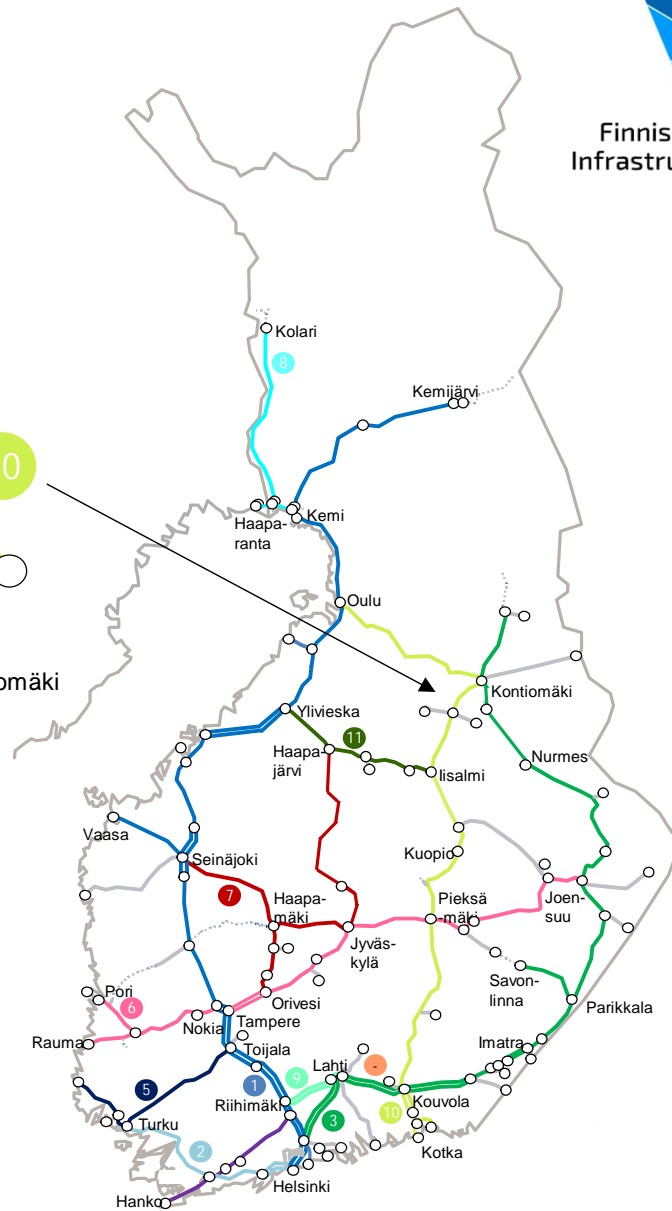 Finnis
Infrastru
Kolari
8
Kemijärvi
0
Haapa-
ranta
Kemi
Oulu
omäki
Kontiomäki
Ylivieska
11
Haapa-
järvi
Nurmes
Iisalmi
Vaasa
Seinäjoki
Kuopio
7
Haapa-
mäki
Pieksä
-mäki
Joen-
suu
Jyväs-
kylä
Savon-
linna
Pori
6
Orivesi
Parikkala
Nokia
Tampere
Rauma
Toijala
Imatra
Lahti
-
5
1
9
Riihimäki
3
10
Kouvola
Turku
2
Kotka
Helsinki
Hanko